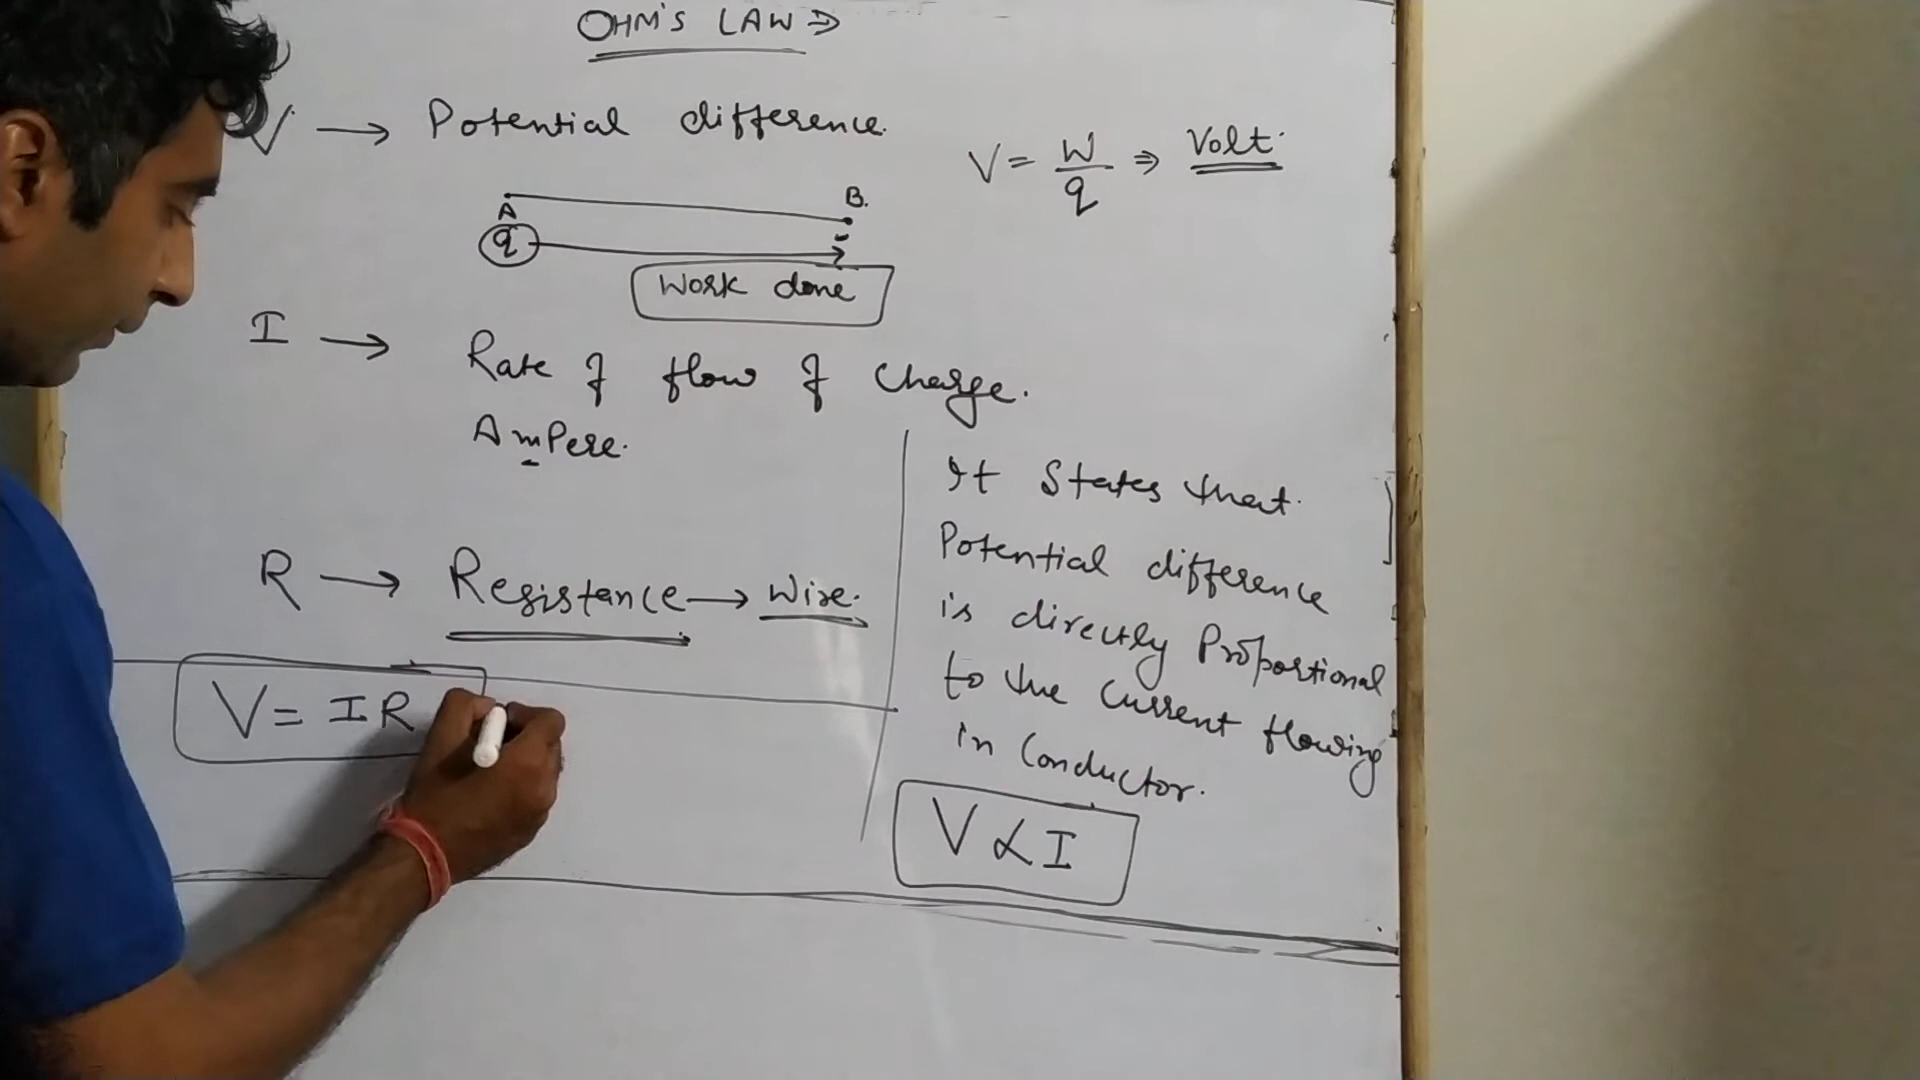 OHM'S LAW ⇒
V → Potential difference.
V = W/q ⇒ Volt.
A B.
q
Work done
I → Rate of flow of Charge.
Ampere.
R → Resistance → Wire.
V = IR
It States that.
Potential difference
is directly Proportional
to the Current flowing
in Conductor.
V ∝ I